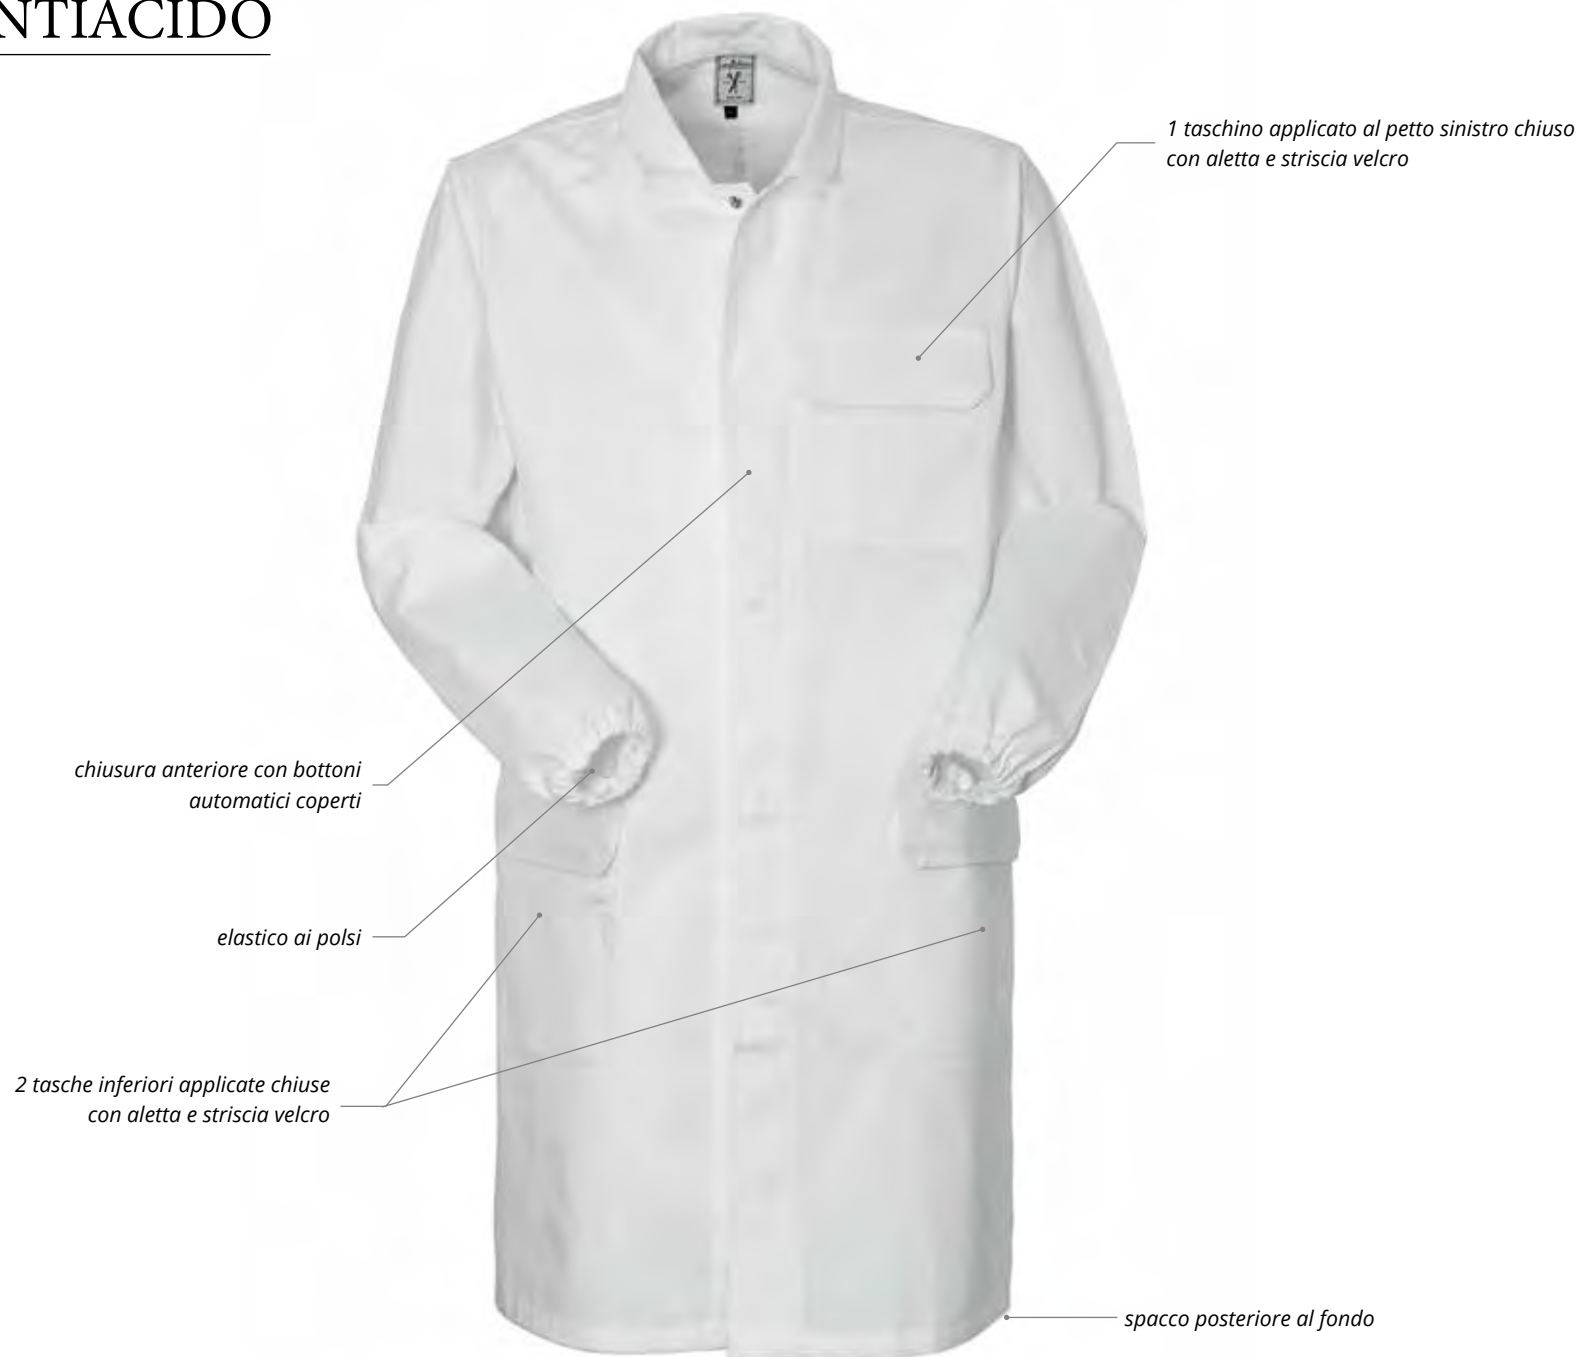 NTIACIDO
1 taschino applicato al petto sinistro chiuso
con aletta e striscia velcro
chiusura anteriore con bottoni
automatici coperti
elastico ai polsi
2 tasche inferiori applicate chiuse
con aletta e striscia velcro
spacco posteriore al fondo